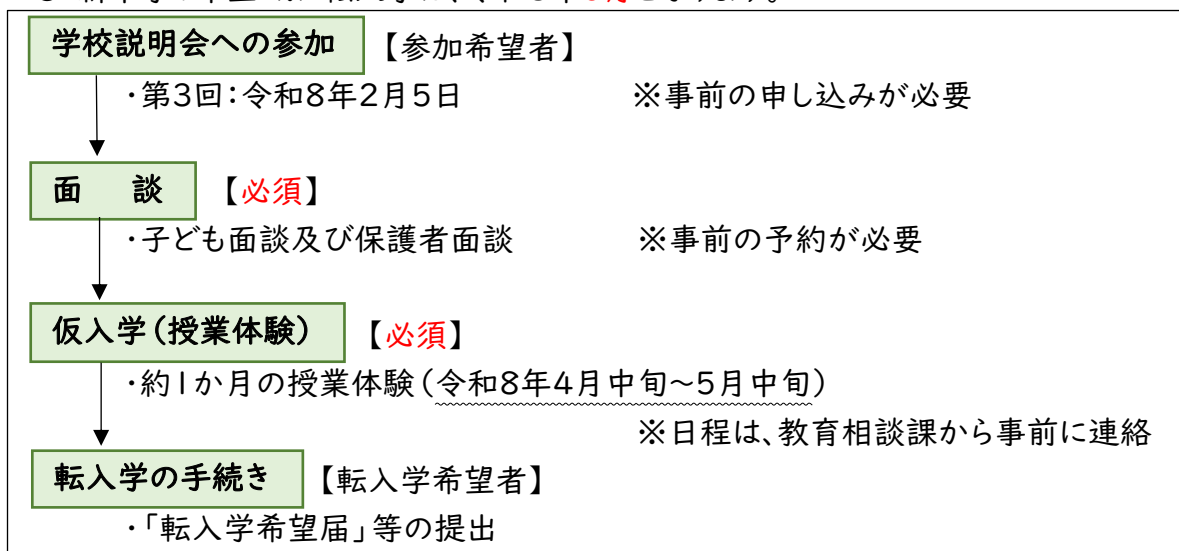 学校説明会への参加 【参加希望者】
・第3回:令和8年2月5日 ※事前の申し込みが必要
面 談 【必須】
・子ども面談及び保護者面談 ※事前の予約が必要
仮入学(授業体験) 【必須】
・約1か月の授業体験(令和8年4月中旬~5月中旬)
※日程は、教育相談課から事前に連絡
転入学の手続き 【転入学希望者】
・「転入学希望届」等の提出